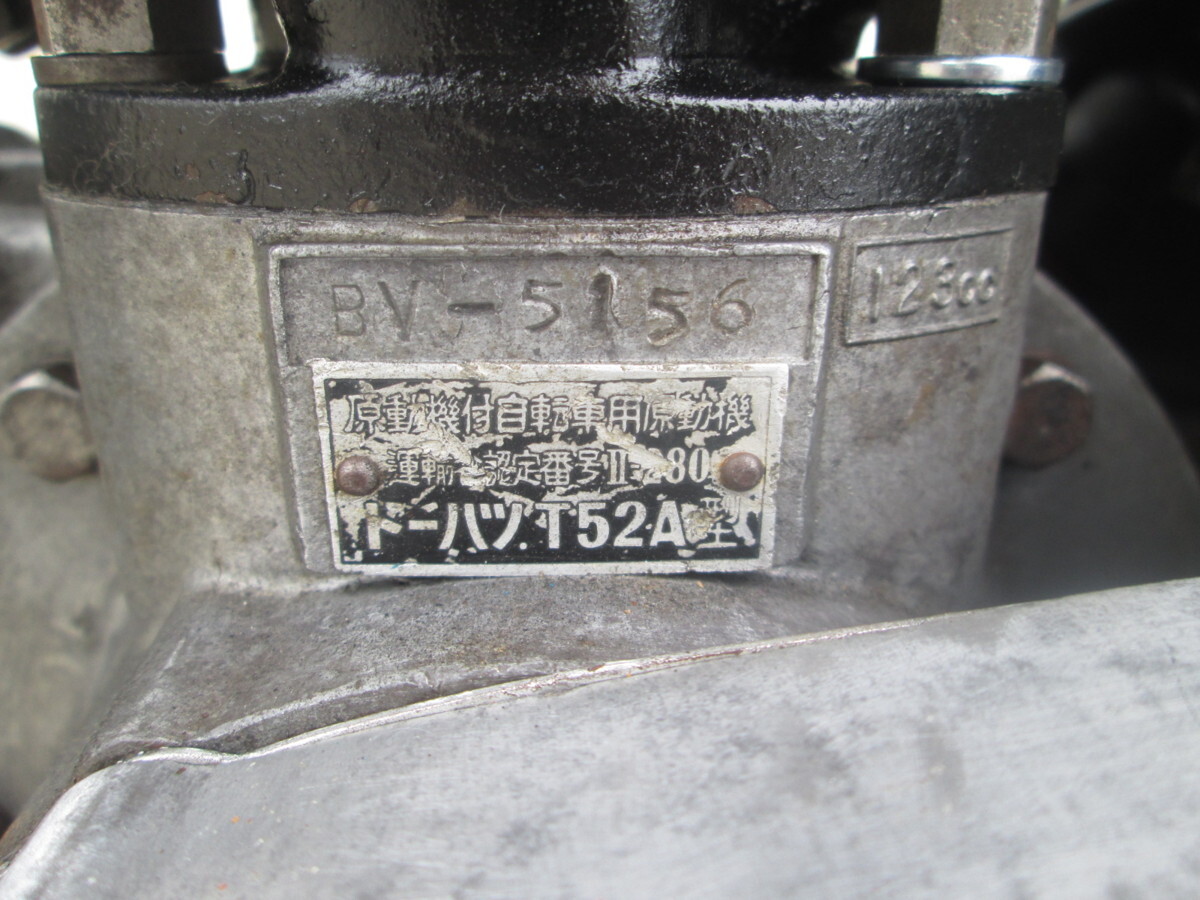 BV-5156
123cc
原動機付自転車用原動機
運輸省認定番号II-280
トーハツ T52A型